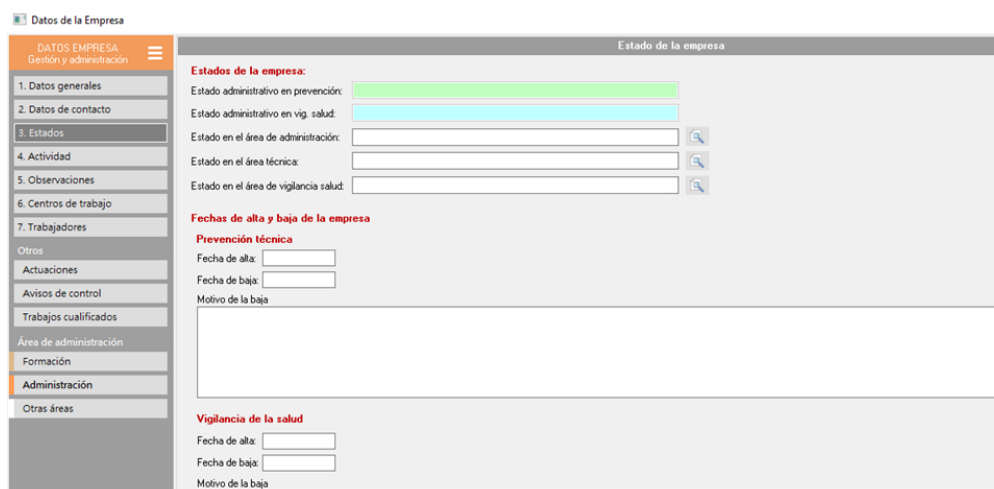 Datos de la Empresa
DATOS EMPRESA
Gestión y administración
1. Datos generales
2. Datos de contacto
3. Estados
4. Actividad
5. Observaciones
6. Centros de trabajo
7. Trabajadores
Otros
Actuaciones
Avisos de control
Trabajos cualificados
Área de administración
Formación
Administración
Otras áreas
Estado de la empresa
Estados de la empresa:
Estado administrativo en prevención:
Estado administrativo en vig. salud:
Estado en el área de administración:
Estado en el área técnica:
Estado en el área de vigilancia salud:
Fechas de alta y baja de la empresa
Prevención técnica
Fecha de alta:
Fecha de baja:
Motivo de la baja
Vigilancia de la salud
Fecha de alta:
Fecha de baja:
Motivo de la baja